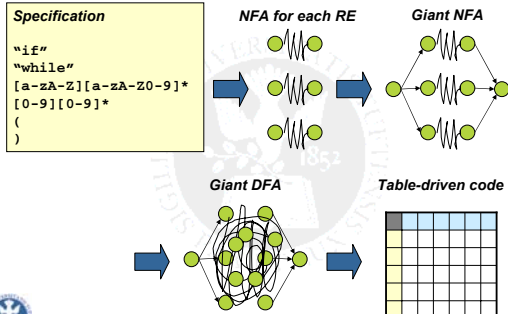 Specification
NFA for each RE
Giant NFA
"if"
"while"
[a-zA-Z][a-zA-Z0-9]*
[0-9][0-9]*
(
)
1852
Giant DFA
Table-driven code